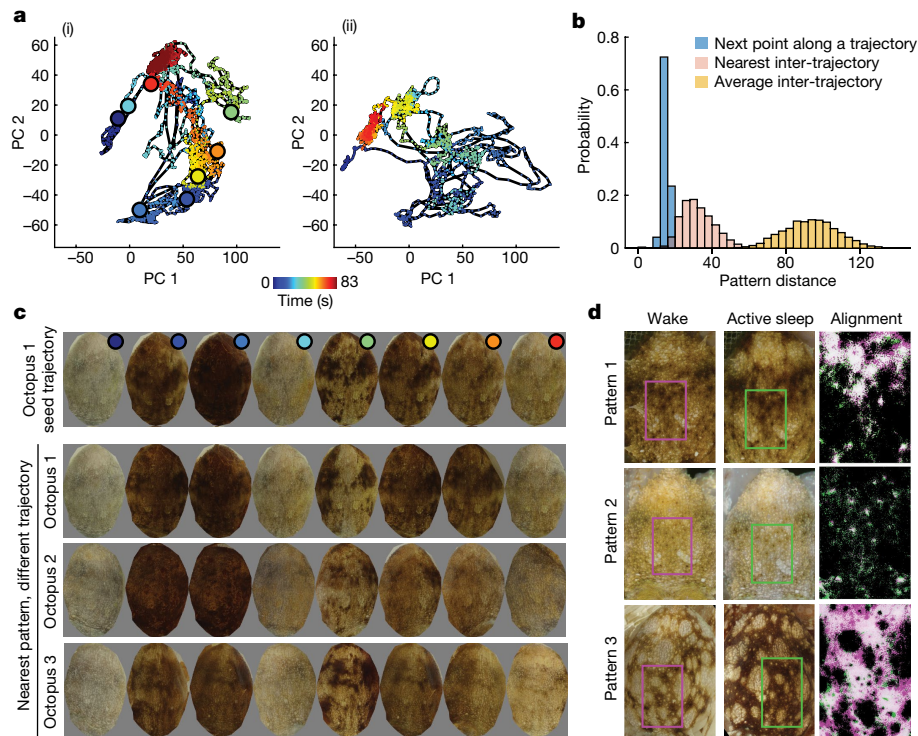 a
(i)
PC 2
60
40
20
0
−20
−40
−60
−50
0
50
100
PC 1
(ii)
PC 2
60
40
20
0
−20
−40
−60
−50
0
50
100
PC 1
0
83
Time (s)
b
Probability
0.8
0.6
0.4
0.2
0
0
40
80
120
Pattern distance
Next point along a trajectory
Nearest inter-trajectory
Average inter-trajectory
c
Octopus 1
seed trajectory
Nearest pattern, different trajectory
Octopus 1
Octopus 2
Octopus 3
d
Wake
Active sleep
Alignment
Pattern 1
Pattern 2
Pattern 3